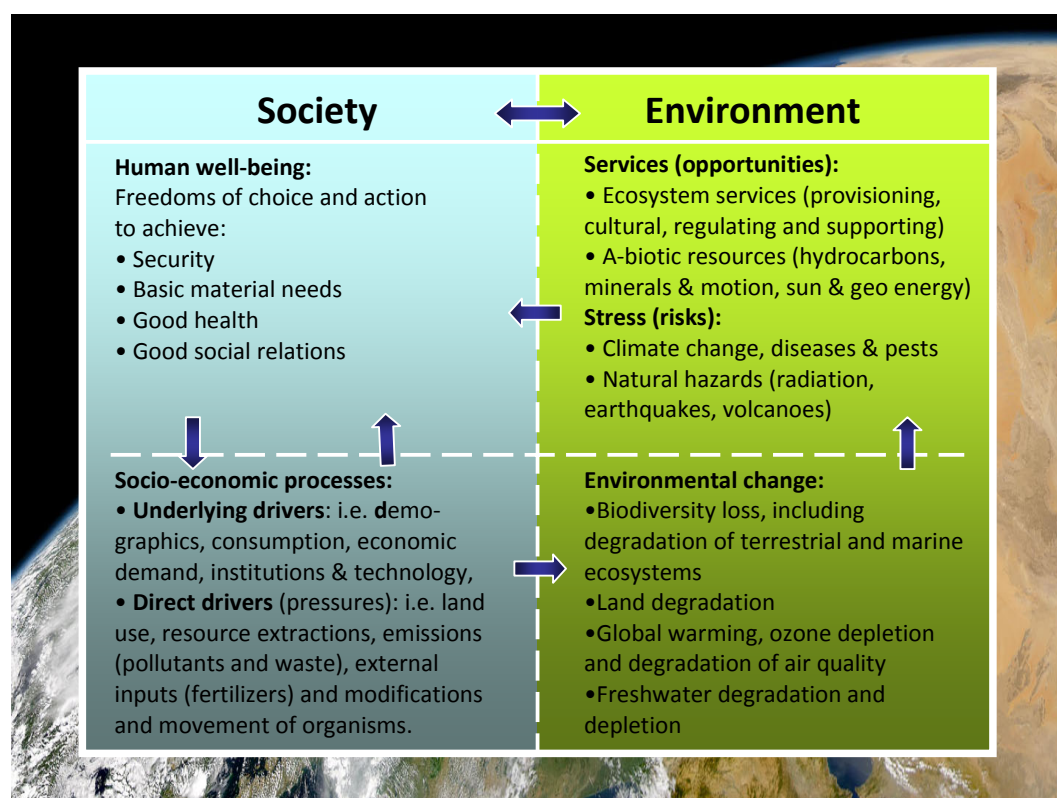 Society
Environment
Human well-being:
Freedoms of choice and action
to achieve:
• Security
• Basic material needs
• Good health
• Good social relations
Services (opportunities):
• Ecosystem services (provisioning,
cultural, regulating and supporting)
• A-biotic resources (hydrocarbons,
minerals & motion, sun & geo energy)
Stress (risks):
• Climate change, diseases & pests
• Natural hazards (radiation,
earthquakes, volcanoes)
Socio-economic processes:
• Underlying drivers: i.e. demo-
graphics, consumption, economic
demand, institutions & technology,
• Direct drivers (pressures): i.e. land
use, resource extractions, emissions
(pollutants and waste), external
inputs (fertilizers) and modifications
and movement of organisms.
Environmental change:
•Biodiversity loss, including
degradation of terrestrial and marine
ecosystems
•Land degradation
•Global warming, ozone depletion
and degradation of air quality
•Freshwater degradation and
depletion